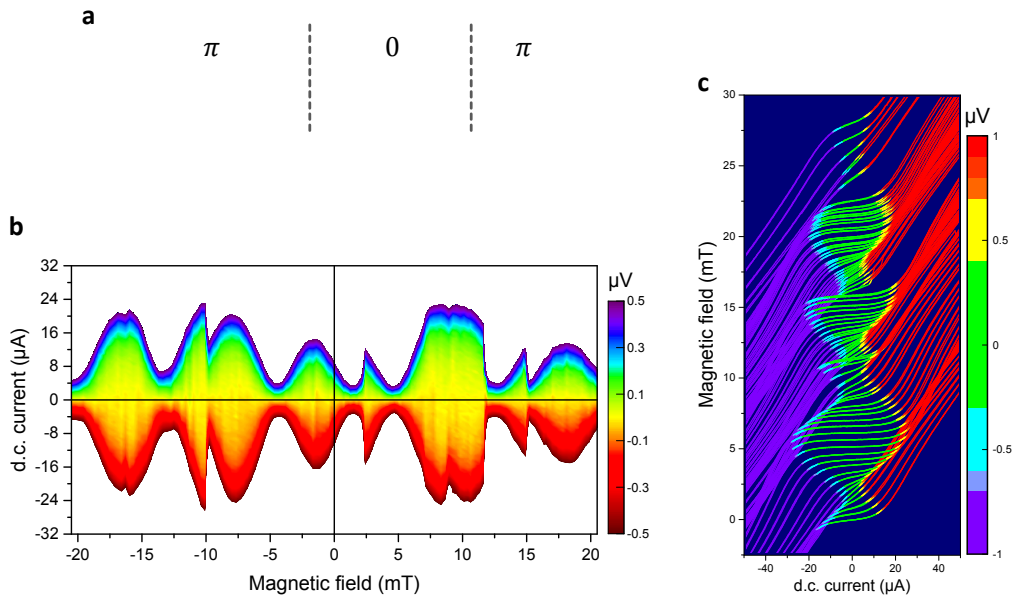 a
π 0 π
b
µV
32
24
16
8
0
-8
-16
-24
-32
d.c. current (µA)
-20 -15 -10 -5 0 5 10 15 20
Magnetic field (mT)
0.5
0.3
0.1
-0.1
-0.3
-0.5
c
µV
30
25
20
15
10
5
0
Magnetic field (mT)
-40 -20 0 20 40
d.c. current (µA)
1
0.5
0
-0.5
-1